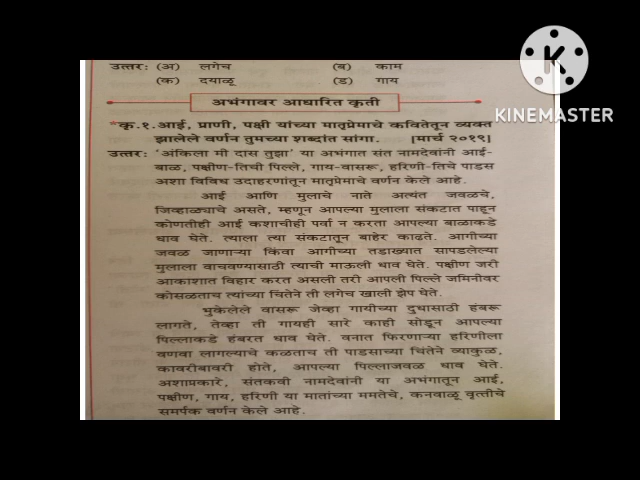 उत्तर: (अ) लगेच (ब) काम
(क) दयाळू (ड) गाय
अभंगावर आधारित कृती
*कृ.१. आई, प्राणी, पक्षी यांच्या मातृप्रेमाचे कवितेतून व्यक्त
झालेले वर्णन तुमच्या शब्दांत सांगा. [मार्च २०१९]
उत्तर: 'अंकिला मी दास तुझा' या अभंगात संत नामदेवांनी आई-
बाळ, पक्षीण-तिची पिल्ले, गाय-वासरू, हरिणी-तिचे पाडस
अशा विविध उदाहरणांतून मातृप्रेमाचे वर्णन केले आहे.
आई आणि मुलाचे नाते अत्यंत जवळचे,
जिव्हाळ्याचे असते, म्हणून आपल्या मुलाला संकटात पाहून
कोणतीही आई कशाचीही पर्वा न करता आपल्या बाळाकडे
धाव घेते. त्याला त्या संकटातून बाहेर काढते. आगीच्या
जवळ जाणाऱ्या किंवा आगीच्या तडाख्यात सापडलेल्या
मुलाला वाचवण्यासाठी त्याची माऊली धाव घेते. पक्षीण जरी
आकाशात विहार करत असली तरी आपली पिल्ले जमिनीवर
कोसळताच त्यांच्या चिंतेने ती लगेच खाली झेप घेते.
भुकेलेले वासरू जेव्हा गायीच्या दुधासाठी हंबरू
लागते, तेव्हा ती गायही सारे काही सोडून आपल्या
पिल्लाकडे हंबरत धाव घेते. वनात फिरणाऱ्या हरिणीला
वणवा लागल्याचे कळताच ती पाडसाच्या चिंतेने व्याकुळ,
कावरीबावरी होते, आपल्या पिल्लाजवळ धाव घेते.
अशाप्रकारे, संतकवी नामदेवांनी या अभंगातून आई,
पक्षीण, गाय, हरिणी या मातांच्या ममतेचे, कनवाळू वृत्तीचे
समर्पक वर्णन केले आहे.
KINEMASTER